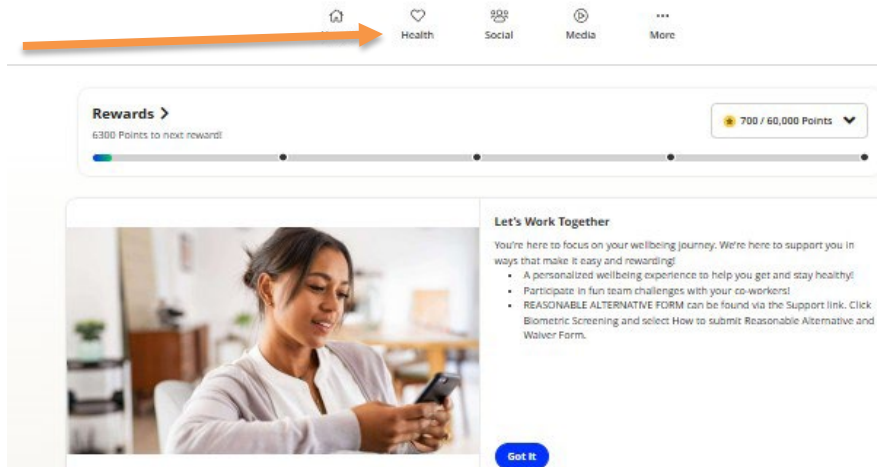 Health Social Media More
Rewards >
6300 Points to next reward!
700 / 60,000 Points
Let's Work Together
You're here to focus on your wellbeing journey. We're here to support you in
ways that make it easy and rewarding!
• A personalized wellbeing experience to help you get and stay healthy!
• Participate in fun team challenges with your co-workers!
• REASONABLE ALTERNATIVE FORM can be found via the Support link. Click
Biometric Screening and select How to submit Reasonable Alternative and
Waiver Form.
Got It